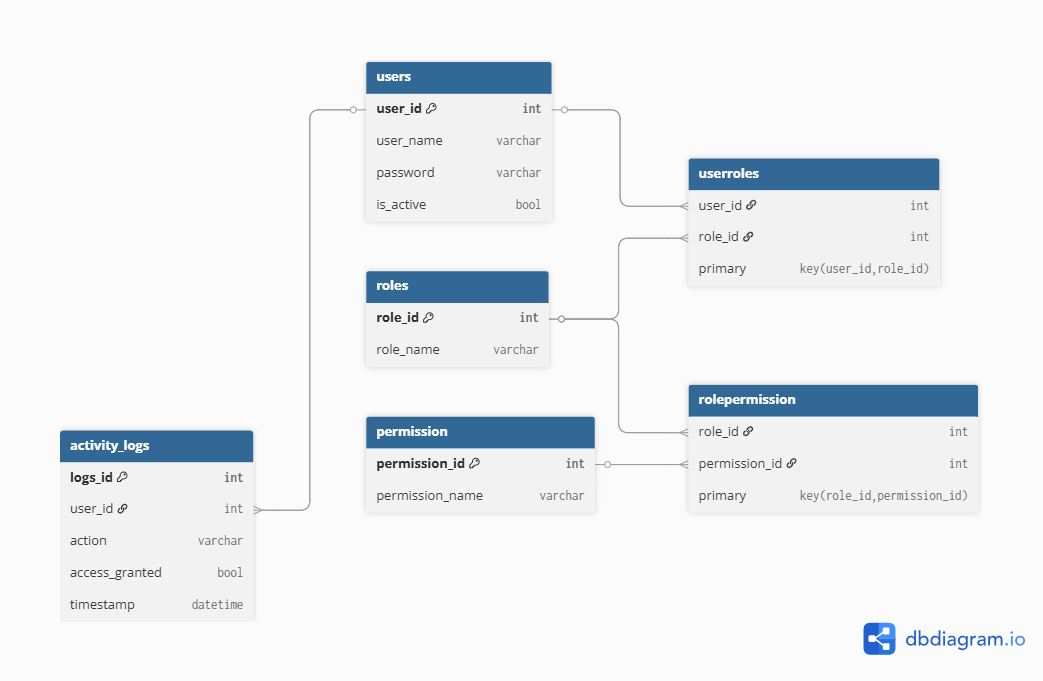 users
user_id int
user_name varchar
password varchar
is_active bool
userroles
user_id int
role_id int
primary key(user_id,role_id)
roles
role_id int
role_name varchar
rolepermission
role_id int
permission_id int
primary key(role_id,permission_id)
permission
permission_id int
permission_name varchar
activity_logs
logs_id int
user_id int
action varchar
access_granted bool
timestamp datetime
dbdiagram.io